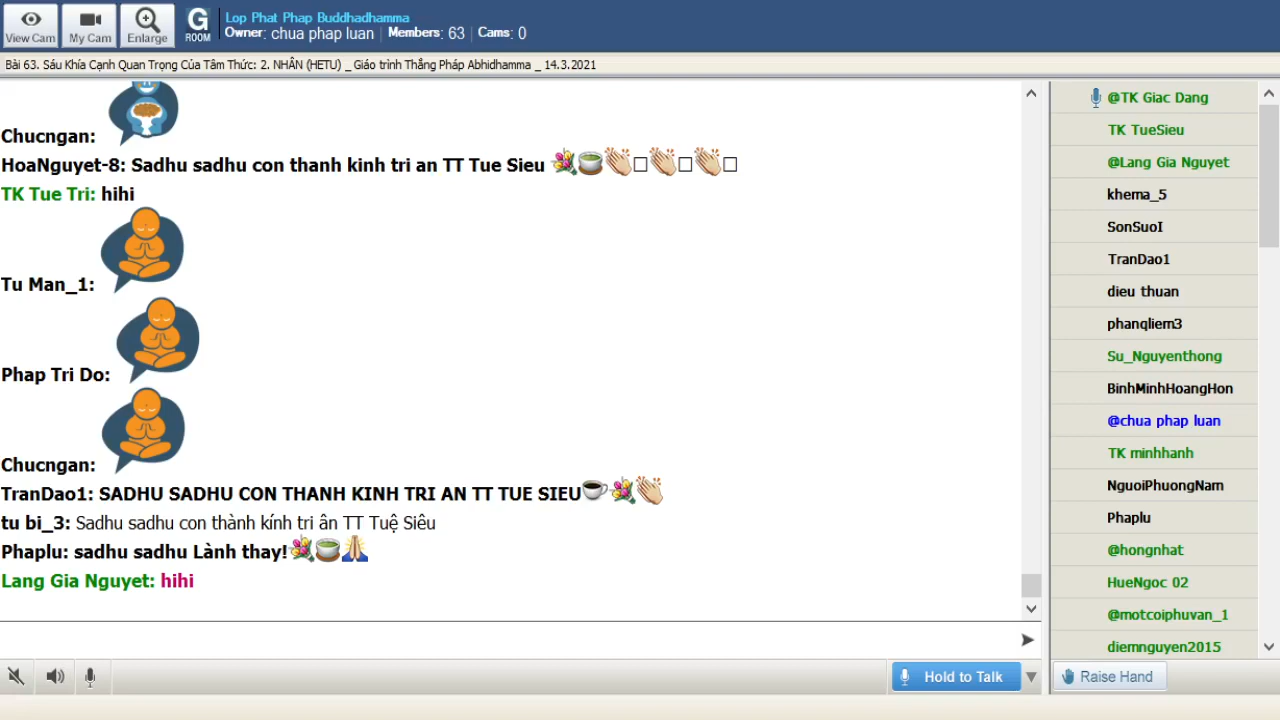 View Cam
My Cam
Enlarge
G
ROOM
Lop Phat Phap Buddhadhamma
Owner: chua phap luan
Members: 63
Cams: 0
Bài 63. Sáu Khía Cạnh Quan Trọng Của Tâm Thức: 2. NHÂN (HETU) _ Giáo trình Thắng Pháp Abhidhamma _ 14.3.2021
Chucngan:
HoaNguyet-8: Sadhu sadhu con thanh kinh tri an TT Tue Sieu
TK Tue Tri: hihi
Tu Man_1:
Phap Tri Do:
Chucngan:
TranDao1: SADHU SADHU CON THANH KINH TRI AN TT TUE SIEU
tu bi_3: Sadhu sadhu con thành kính tri ân TT Tuệ Siêu
Phaplu: sadhu sadhu Lành thay!
Lang Gia Nguyet: hihi
@TK Giac Dang
TK TueSieu
@Lang Gia Nguyet
khema_5
SonSuoI
TranDao1
dieu thuan
phanqliem3
Su_Nguyenthong
BinhMinhHoangHon
@chua phap luan
TK minhhanh
NguoiPhuongNam
Phaplu
@hongnhat
HueNgoc 02
@motcoiphuvan_1
diemnguyen2015
Hold to Talk
Raise Hand